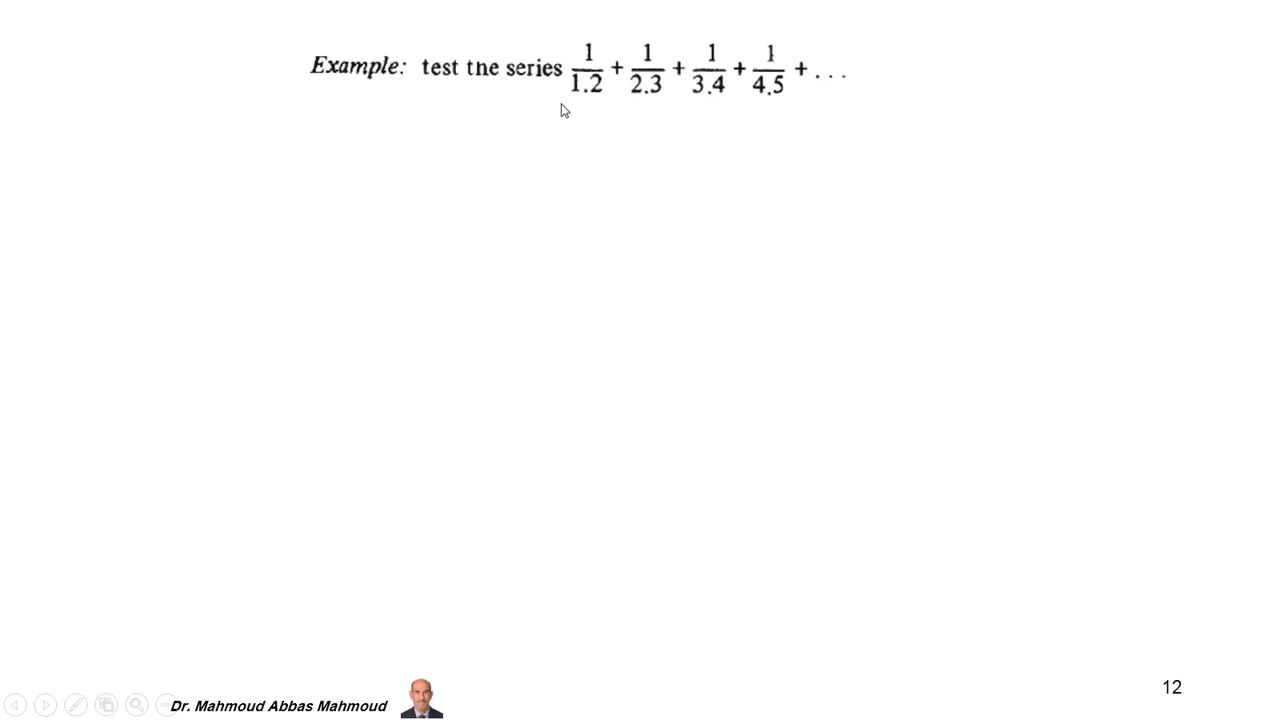 Example: test the series 1/1.2 + 1/2.3 + 1/3.4 + 1/4.5 + . . .
12
Dr. Mahmoud Abbas Mahmoud